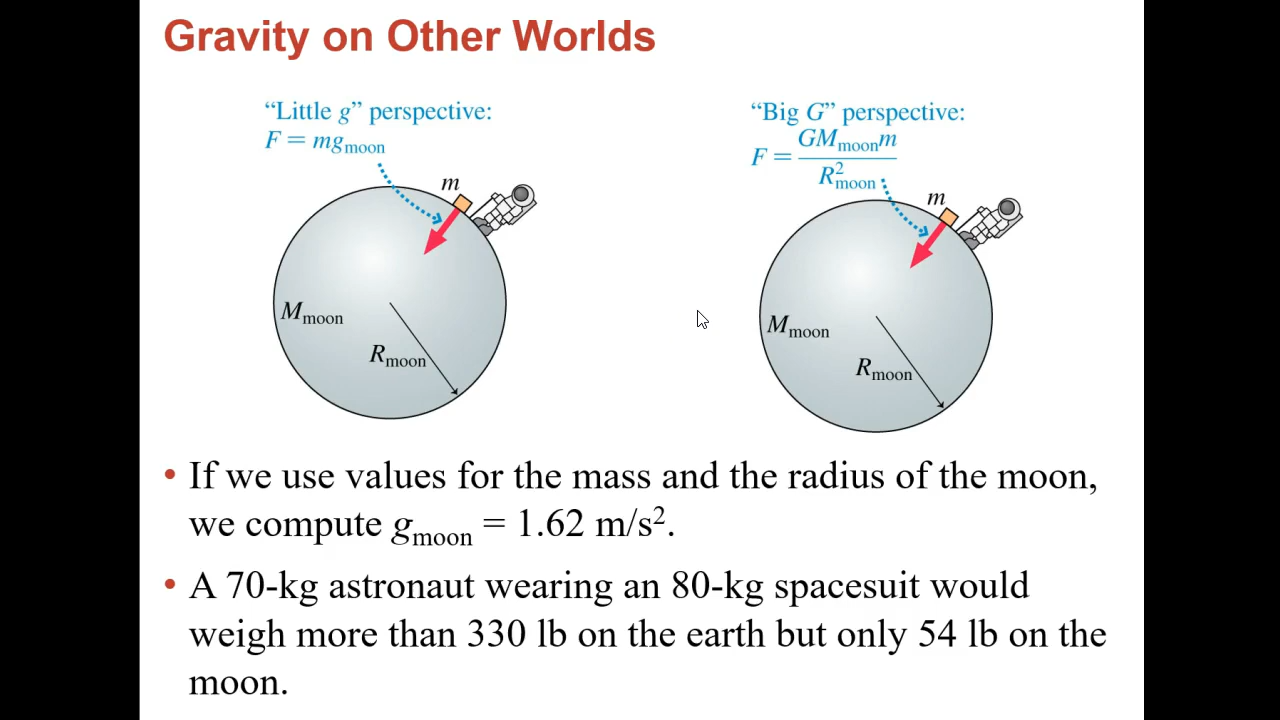 Gravity on Other Worlds
“Little g” perspective:
F = mg_moon
m
M_moon
R_moon
“Big G” perspective:
F = GM_moon m / R²_moon
m
M_moon
R_moon
• If we use values for the mass and the radius of the moon,
we compute g_moon = 1.62 m/s².
• A 70-kg astronaut wearing an 80-kg spacesuit would
weigh more than 330 lb on the earth but only 54 lb on the
moon.